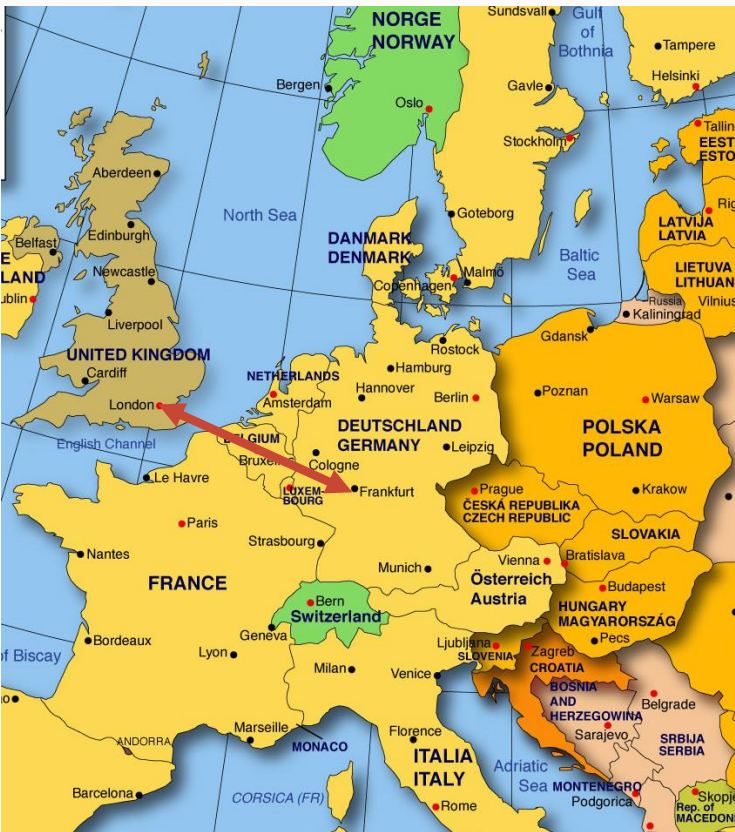 NORGE
NORWAY
Sundsvall
Gulf
of
Bothnia
Tampere
Helsinki
Bergen
Gavle
Oslo
Stockholm
Tallin
EEST
ESTO
Aberdeen
North Sea
Goteborg
Rig
LATVIJA
LATVIA
Edinburgh
Belfast
DANMARK
DENMARK
Baltic
Sea
E
LAND
Newcastle
Copenhagen
Malmö
LIETUVA
LITHUAN
ublin
Russia
Vilnius
Kaliningrad
Liverpool
Gdansk
Rostock
UNITED KINGDOM
Cardiff
Hamburg
NETHERLANDS
Hannover
Berlin
Poznan
Warsaw
London
Amsterdam
DEUTSCHLAND
GERMANY
POLSKA
POLAND
English Channel
BELGIUM
Leipzig
Bruxelles
Cologne
Le Havre
LUXEM-
BOURG
Frankfurt
Prague
Krakow
ČESKÁ REPUBLIKA
CZECH REPUBLIC
Paris
SLOVAKIA
Strasbourg
Nantes
Munich
Vienna
Bratislava
FRANCE
Österreich
Austria
Budapest
Bern
Switzerland
HUNGARY
MAGYARORSZÁG
Geneva
Pecs
of Biscay
Bordeaux
Lyon
Ljubljana
SLOVENIA
Zagreb
CROATIA
Milan
Venice
BOSNIA
AND
HERZEGOWINA
Belgrade
Sarajevo
SRBIJA
SERBIA
Marseille
Florence
ANDORRA
MONACO
ITALIA
ITALY
Adriatic
Sea
MONTENEGRO
Podgorica
Skopj
Rep. of
MACEDON
Barcelona
CORSICA (FR)
Rome